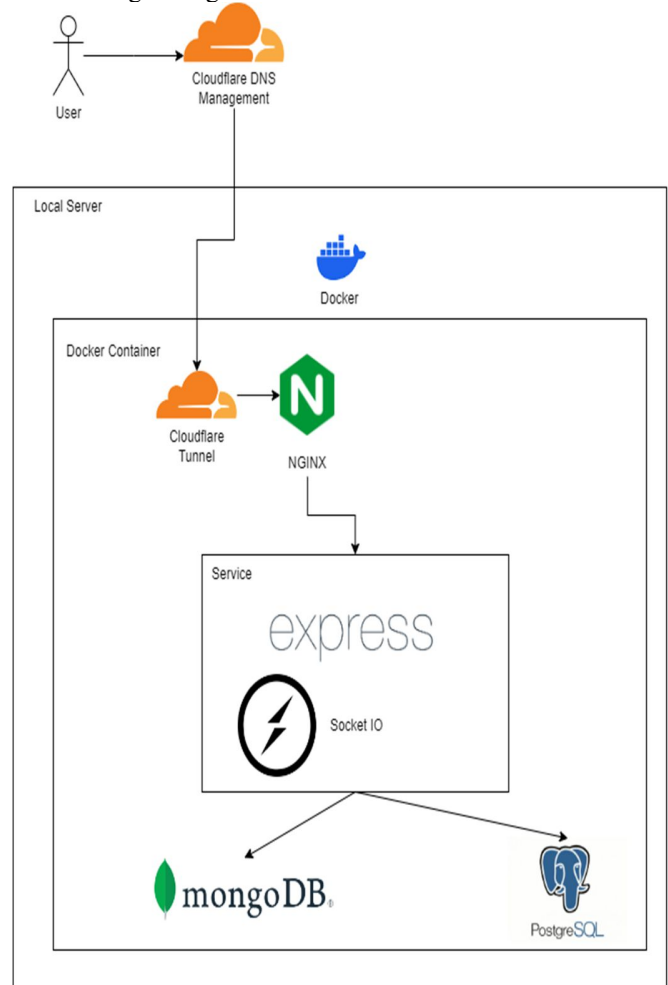 User
Cloudflare DNS
Management
Local Server
Docker
Docker Container
Cloudflare
Tunnel
N
NGINX
Service
express
Socket IO
mongoDB®
PostgreSQL